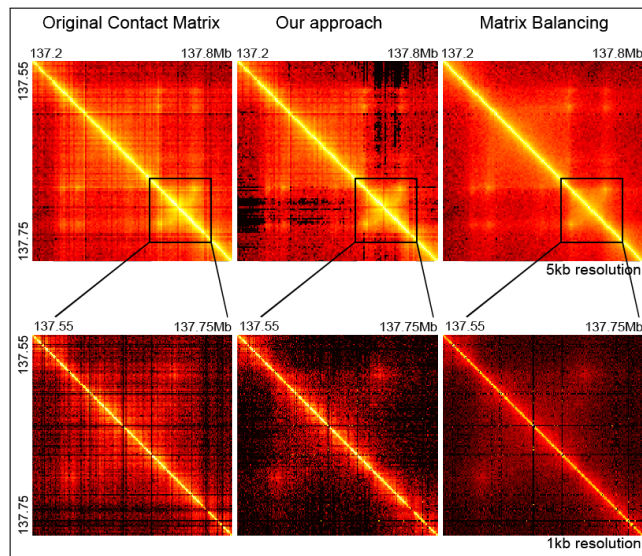 Original Contact Matrix Our approach Matrix Balancing
137.2 137.8Mb 137.2 137.8Mb 137.2 137.8Mb
137.55
137.75
5kb resolution
137.55 137.75Mb 137.55 137.75Mb 137.55 137.75Mb
137.55
137.75
1kb resolution